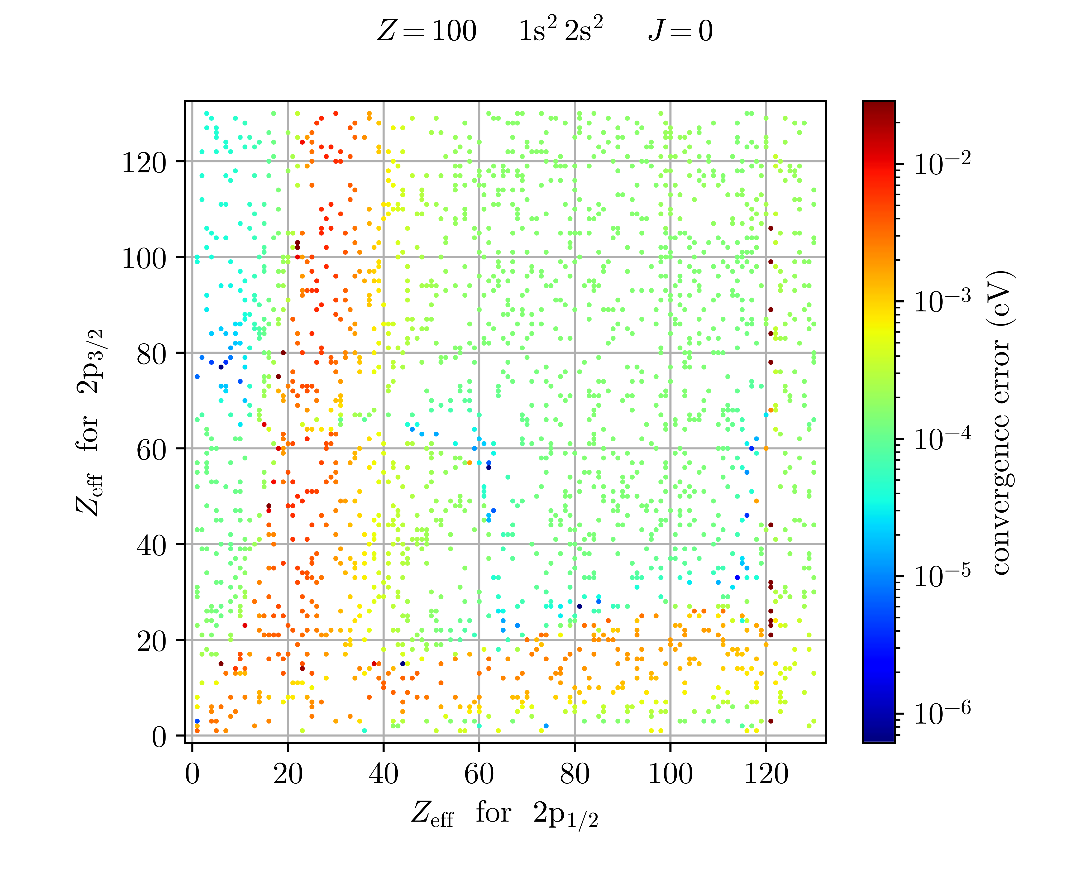 Z = 100 1s² 2s² J = 0
120
100
80
60
40
20
0
Z_eff for 2p_3/2
0 20 40 60 80 100 120
Z_eff for 2p_1/2
10⁻²
10⁻³
10⁻⁴
10⁻⁵
10⁻⁶
convergence error (eV)